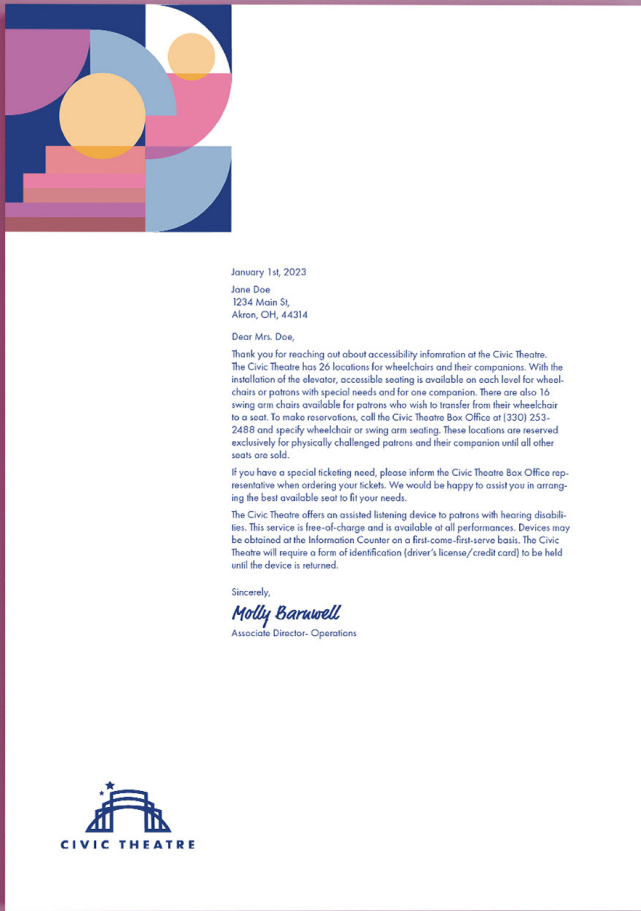 January 1st, 2023
Jane Doe
1234 Main St,
Akron, OH, 44314
Dear Mrs. Doe,
Thank you for reaching out about accessibility infomration at the Civic Theatre.
The Civic Theatre has 26 locations for wheelchairs and their companions. With the
installation of the elevator, accessible seating is available on each level for wheel-
chairs or patrons with special needs and for one companion. There are also 16
swing arm chairs available for patrons who wish to transfer from their wheelchair
to a seat. To make reservations, call the Civic Theatre Box Office at (330) 253-
2488 and specify wheelchair or swing arm seating. These locations are reserved
exclusively for physically challenged patrons and their companion until all other
seats are sold.
If you have a special ticketing need, please inform the Civic Theatre Box Office rep-
resentative when ordering your tickets. We would be happy to assist you in arrang-
ing the best available seat to fit your needs.
The Civic Theatre offers an assisted listening device to patrons with hearing disabili-
ties. This service is free-of-charge and is available at all performances. Devices may
be obtained at the Information Counter on a first-come-first-serve basis. The Civic
Theatre will require a form of identification (driver's license/credit card) to be held
until the device is returned.
Sincerely,
Molly Barnwell
Associate Director- Operations
CIVIC THEATRE